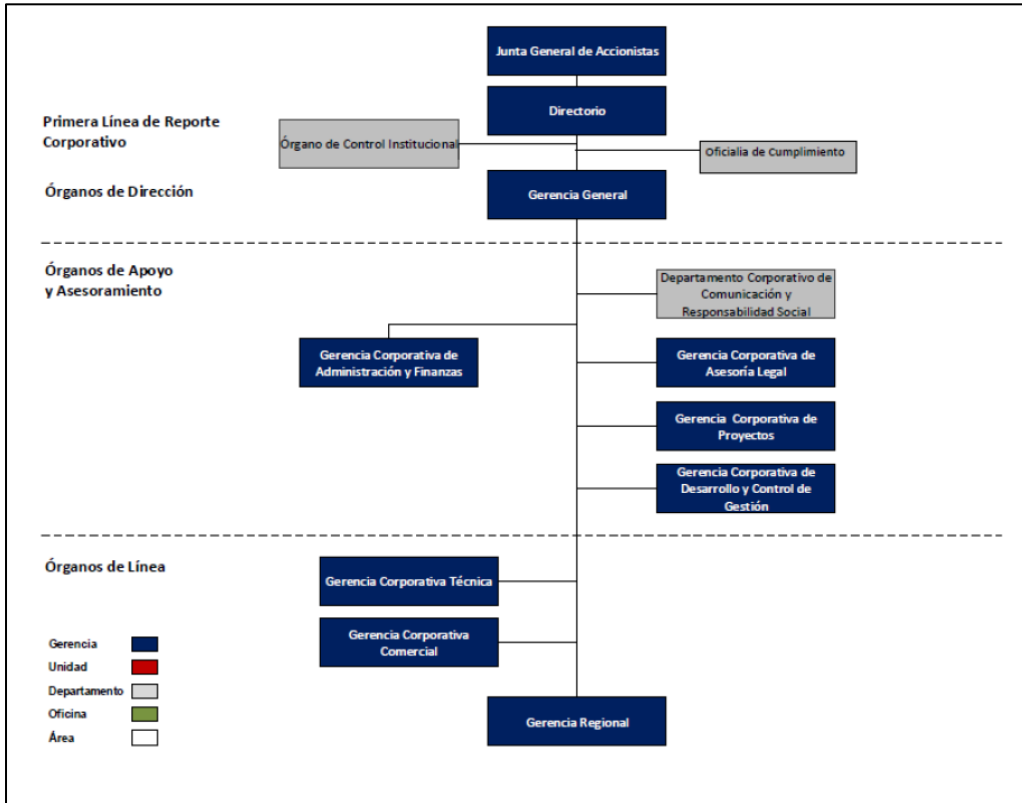 Junta General de Accionistas
Directorio
Primera Línea de Reporte
Corporativo
Órgano de Control Institucional
Oficialia de Cumplimiento
Órganos de Dirección
Gerencia General
Órganos de Apoyo
y Asesoramiento
Departamento Corporativo de
Comunicación y
Responsabilidad Social
Gerencia Corporativa de
Administración y Finanzas
Gerencia Corporativa de
Asesoría Legal
Gerencia Corporativa de
Proyectos
Gerencia Corporativa de
Desarrollo y Control de
Gestión
Órganos de Línea
Gerencia Corporativa Técnica
Gerencia Corporativa
Comercial
Gerencia Regional
Gerencia
Unidad
Departamento
Oficina
Área